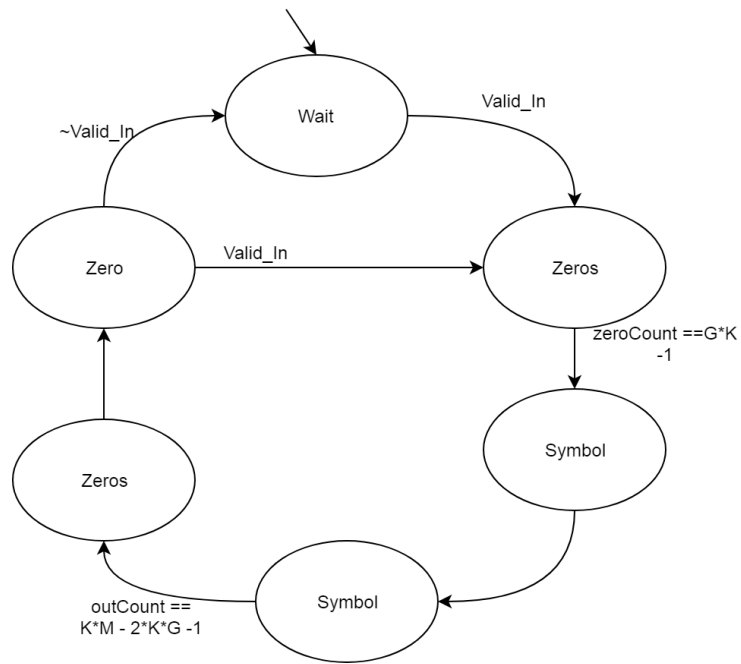 Wait
Valid_In
~Valid_In
Zero
Valid_In
Zeros
zeroCount ==G*K
-1
Symbol
Zeros
Symbol
outCount ==
K*M - 2*K*G -1